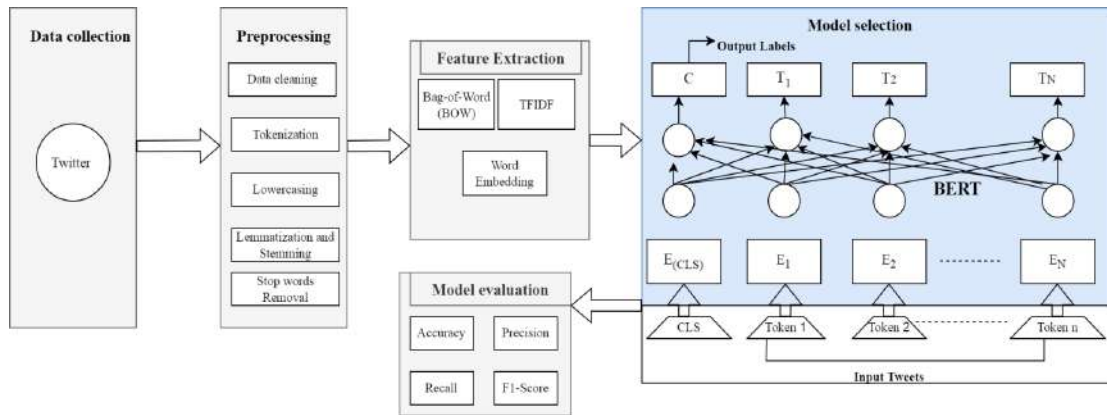 Data collection
Twitter
Preprocessing
Data cleaning
Tokenization
Lowercasing
Lemmatization and
Stemming
Stop words
Removal
Feature Extraction
Bag-of-Word
(BOW)
TFIDF
Word
Embedding
Model selection
Output Labels
C
T1
T2
TN
BERT
E(CLS)
E1
E2
EN
CLS
Token 1
Token 2
Token n
Input Tweets
Model evaluation
Accuracy
Precision
Recall
F1-Score